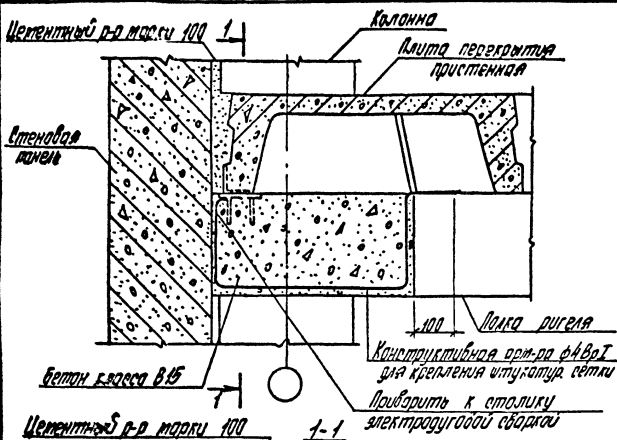 Цементный р-р марки 100
1
Колонна
Плита перекрытия
пристенная
Стеновая
панель
100
Полка ригеля
Конструктивная арм-ра ф4ВрI
для крепления штукатур сетки
Бетон класса В15
1
Приварить к столику
электродуговой сваркой
Цементный р-р марки 100
1-1